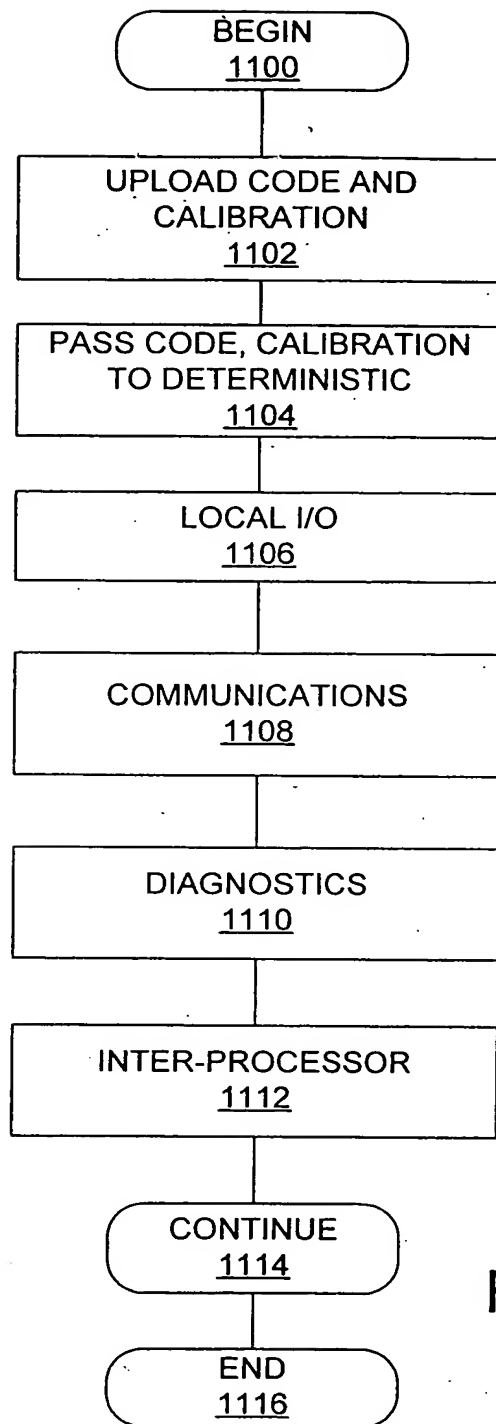 BEGIN
1100
UPLOAD CODE AND
CALIBRATION
1102
PASS CODE, CALIBRATION
TO DETERMINISTIC
1104
LOCAL I/O
1106
COMMUNICATIONS
1108
DIAGNOSTICS
1110
INTER-PROCESSOR
1112
CONTINUE
1114
END
1116